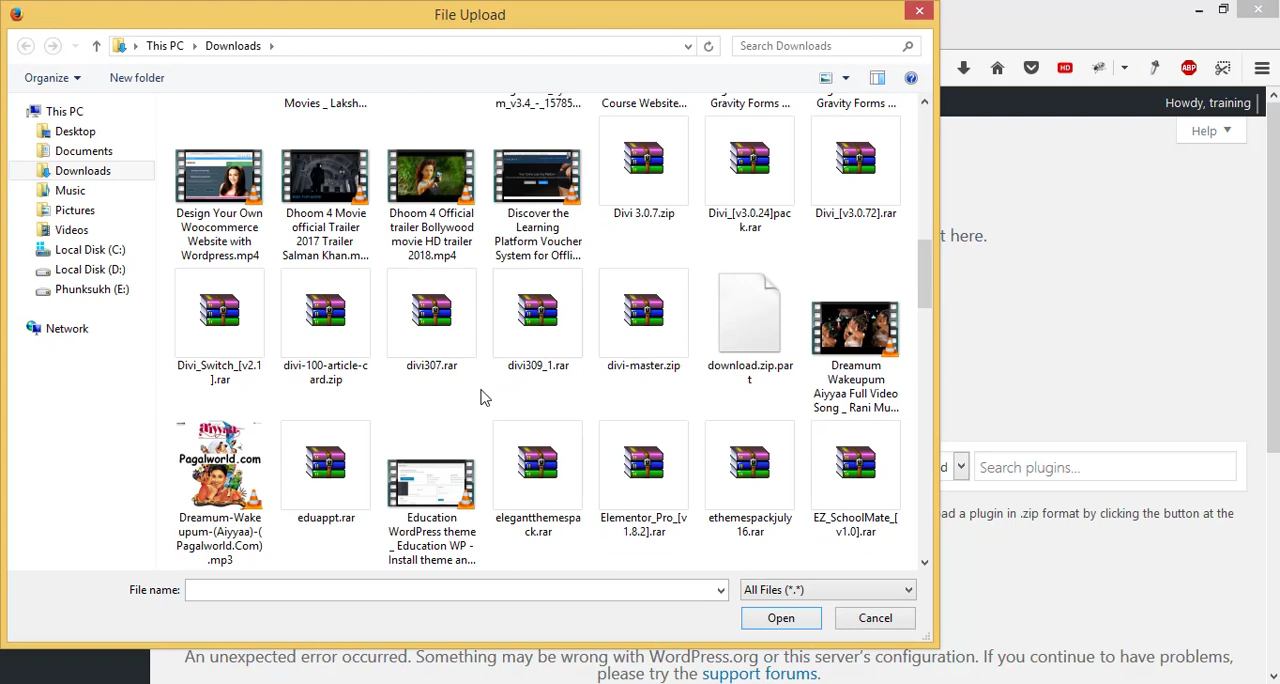 File Upload
This PC Downloads
Search Downloads
Organize New folder
Howdy, training
Help
This PC
Desktop
Documents
Downloads
Music
Pictures
Videos
Local Disk (C:)
Local Disk (D:)
Phunksukh (E:)
Network
Movies _ Laksh...
m_v3.4_-_15785...
Course Website...
Gravity Forms ...
Gravity Forms ...
Design Your Own
Woocommerce
Website with
Wordpress.mp4
Dhoom 4 Movie
official Trailer
2017 Trailer
Salman Khan.m...
Dhoom 4 Official
trailer Bollywood
movie HD trailer
2018.mp4
Discover the
Learning
Platform Voucher
System for Offli...
Divi 3.0.7.zip
Divi_[v3.0.24]pac
k.rar
Divi_[v3.0.72].rar
Divi_Switch_[v2.1
].rar
divi-100-article-c
ard.zip
divi307.rar
divi309_1.rar
divi-master.zip
download.zip.par
t
Dreamum
Wakeupum
Aiyyaa Full Video
Song _ Rani Mu...
Pagalworld.com
Dreamum-Wake
upum-(Aiyyaa)-(
Pagalworld.Com)
.mp3
eduappt.rar
Education
WordPress theme
_ Education WP -
Install theme an...
elegantthemespa
ck.rar
Elementor_Pro_[v
1.8.2].rar
ethemespackjuly
16.rar
EZ_SchoolMate_[
v1.0].rar
File name:
All Files (*.*)
Open
Cancel
HD
ABP
t here.
d
Search plugins...
ad a plugin in .zip format by clicking the button at the
An unexpected error occurred. Something may be wrong with WordPress.org or this server's configuration. If you continue to have problems,
please try the support forums.